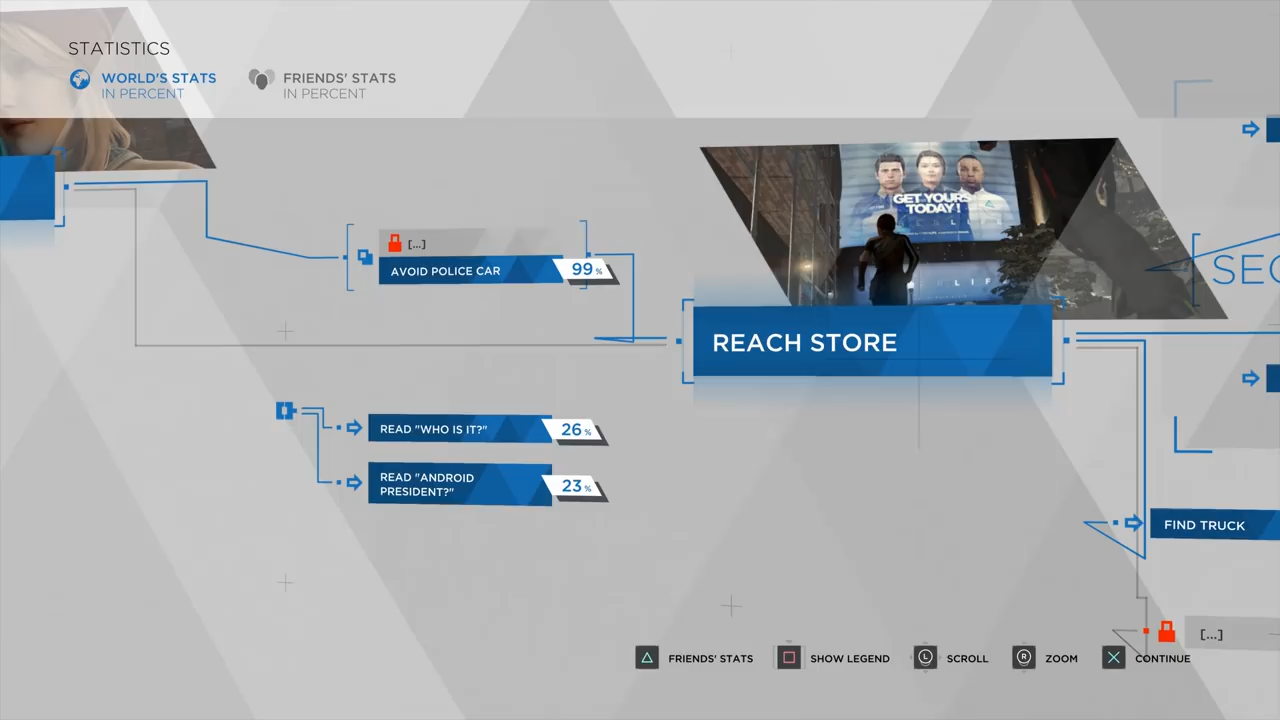 STATISTICS
WORLD'S STATS
IN PERCENT
FRIENDS' STATS
IN PERCENT
GET YOURS
TODAY!
[...]
AVOID POLICE CAR
99 %
REACH STORE
READ "WHO IS IT?"
26 %
READ "ANDROID
PRESIDENT?"
23 %
FIND TRUCK
[...]
FRIENDS' STATS
SHOW LEGEND
L
SCROLL
R
ZOOM
CONTINUE